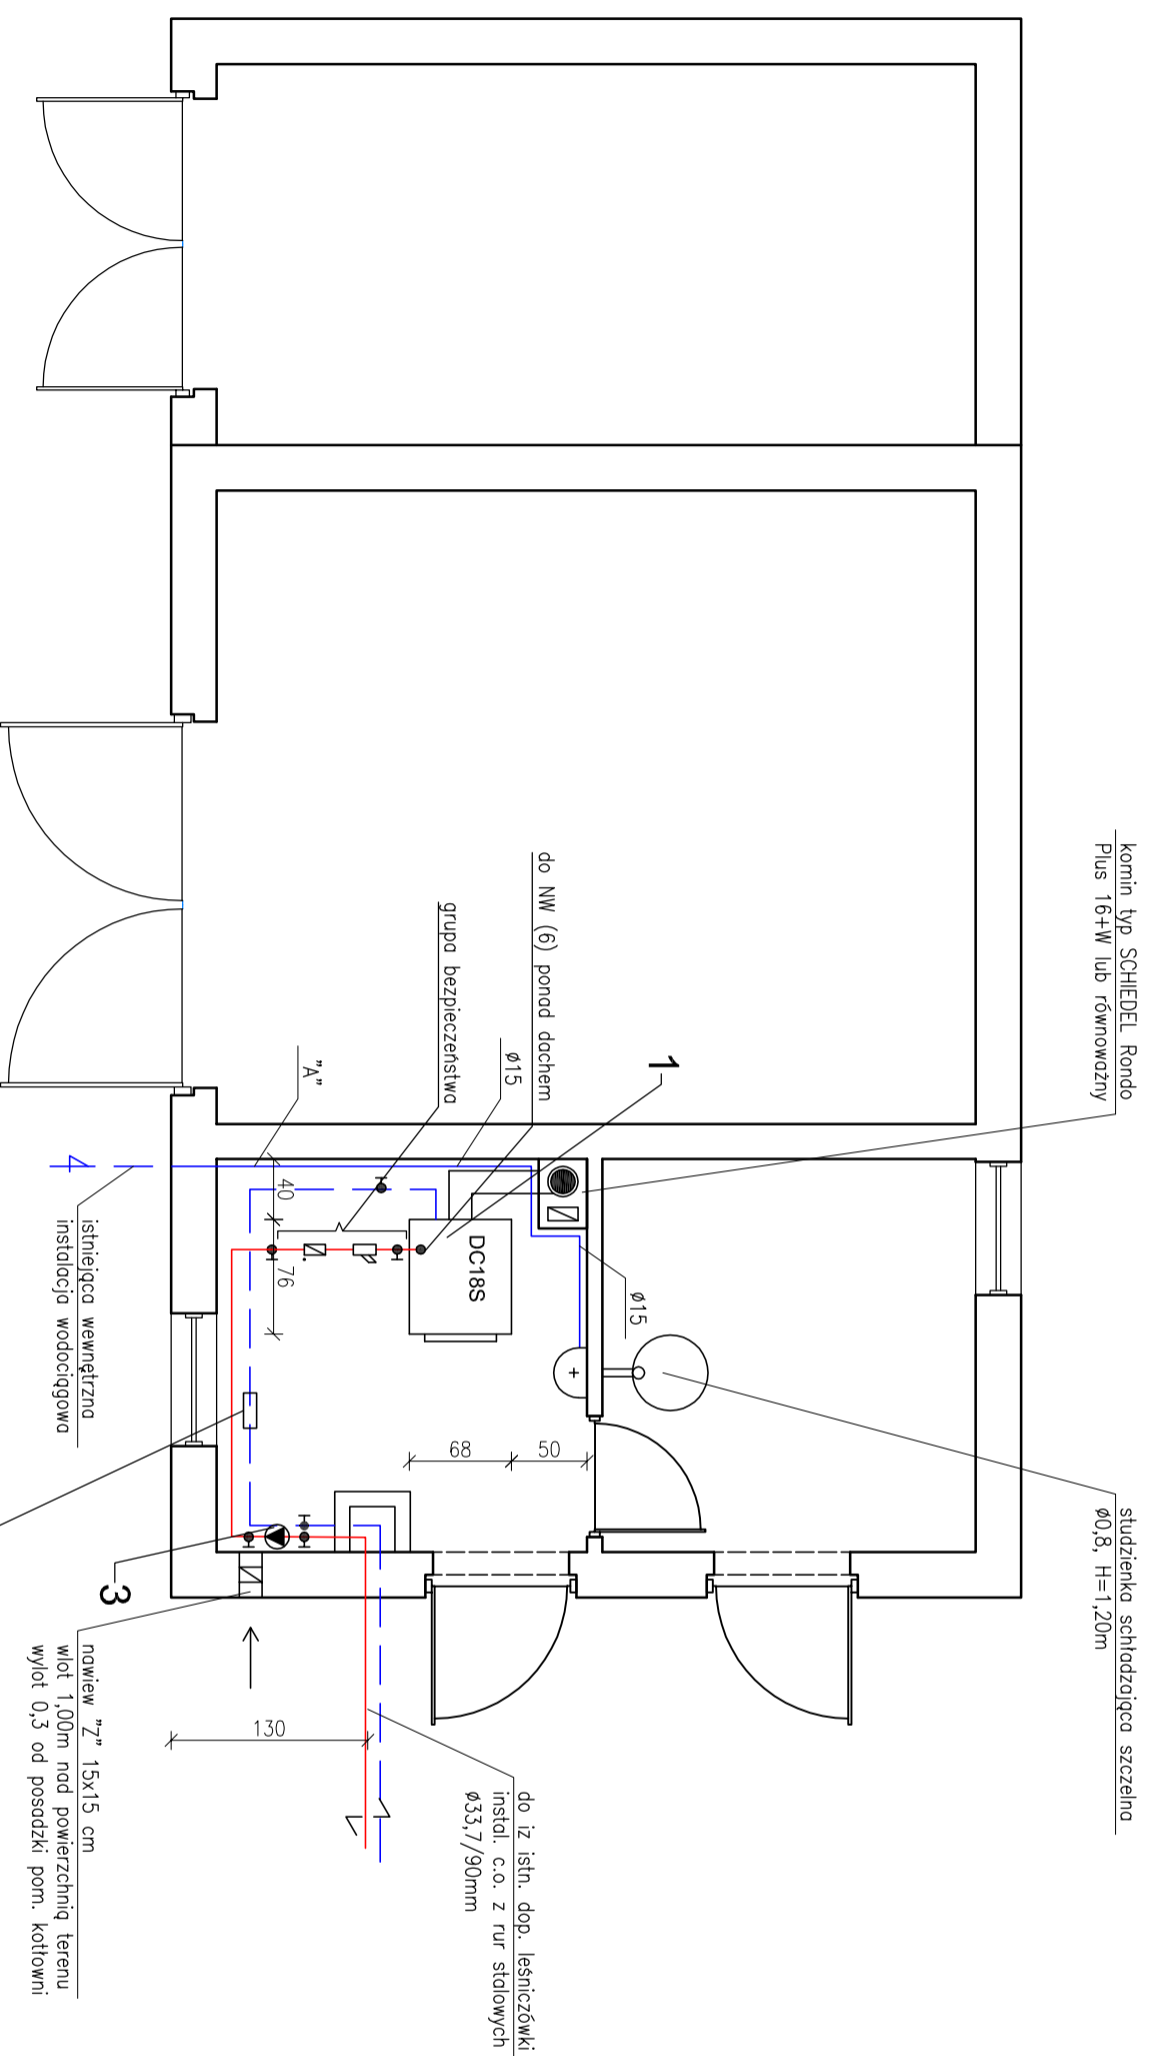 komin typ SCHIEDEL Rondo
Plus 16+W lub równoważny
studzienka schładzająca szczelna
ø0,8, H=1,20m
1
do NW (6) ponad dachem
ø15
grupa bezpieczeństwa
"A"
ø15
DC18S
40
76
68
50
4
istniejąca wewnętrzna
instalacja wodociągowa
3
130
nawiew "Z" 15x15 cm
wlot 1,00m nad powierzchnią terenu
wylot 0,3 od posadzki pom. kotłowni
do iz istn. dop. leśniczówki
instal. c.o. z rur stalowych
ø33,7/90mm